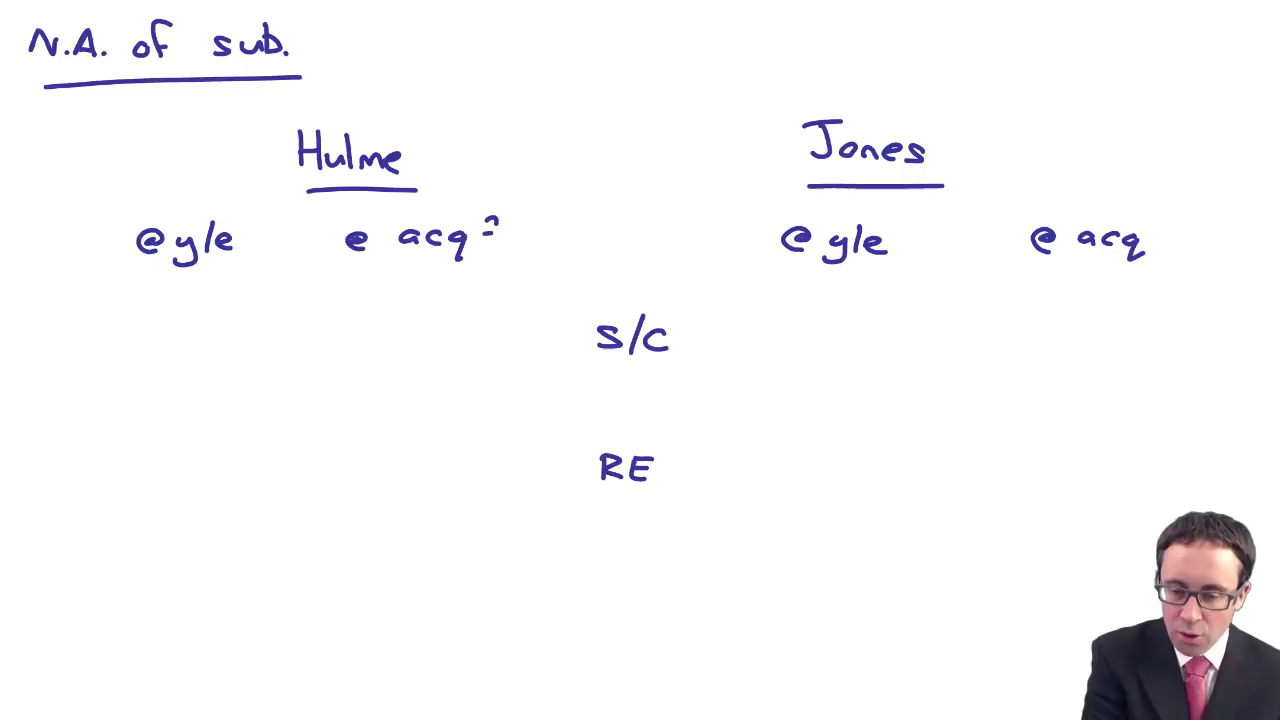 N.A. of sub.
Hulme Jones
@ y/e @ acq= @ y/e @ acq
S/C
RE